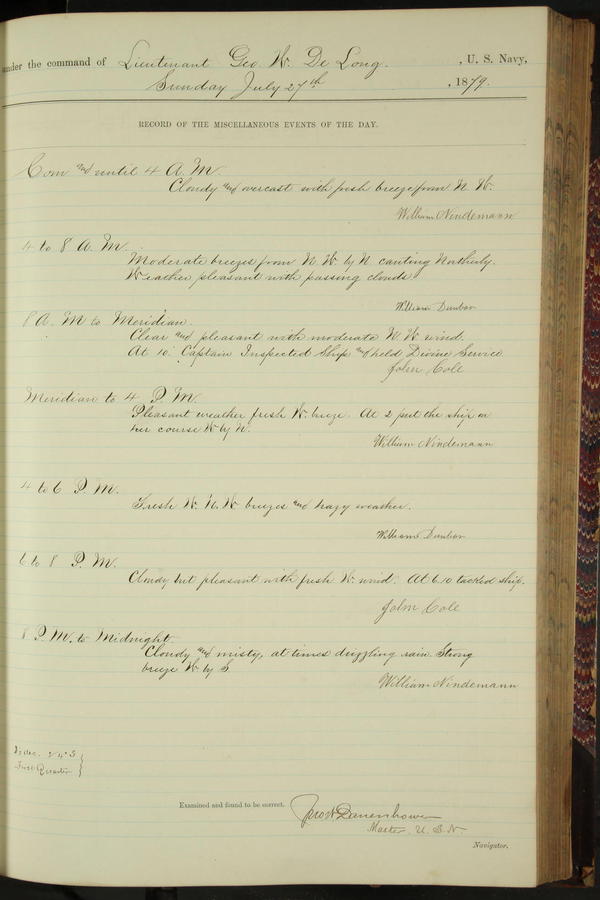 under the command of Lieutenant Geo. W. De Long, U. S. Navy,
Sunday July 27th, 1879.
RECORD OF THE MISCELLANEOUS EVENTS OF THE DAY.
Com and until 4 A. M.
Cloudy and overcast with fresh breeze from N. W.
William Nindemann
4 to 8 A. M.
Moderate breezes from N. W. by N. canting Northerly.
Weather pleasant with passing clouds
William Dunbar
8 A. M to Meridian.
Clear and pleasant with moderate N. W. wind.
At 10. Captain Inspected Ship and held Divine Service
John Cole
Meridian to 4 P. M
Pleasant weather fresh W. breeze. At 2 put the ship on
her course W by N.
William Nindemann
4 to 6 P. M.
Fresh W. N. W breezes and hazy weather.
William Dunbar
6 to 8 P. M.
Cloudy but pleasant with fresh W. wind. At 6.10 tacked ship.
John Cole
8 P. M. to Midnight.
Cloudy and misty, at times drizzling rain. Strong
breeze W by S.
William Nindemann
First Quarter
Examined and found to be correct.
Jno W Danenhower
Master, U. S. N.
Navigator.